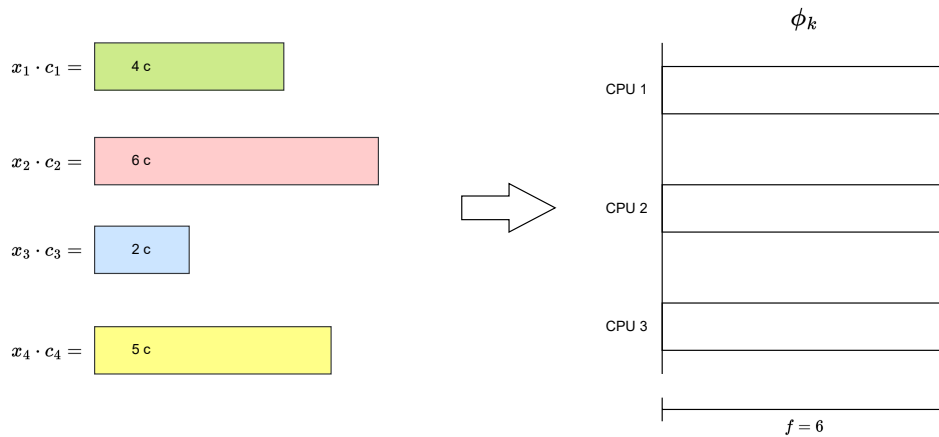 x₁ · c₁ = 4 c
x₂ · c₂ = 6 c
x₃ · c₃ = 2 c
x₄ · c₄ = 5 c
ϕₖ
CPU 1
CPU 2
CPU 3
f = 6